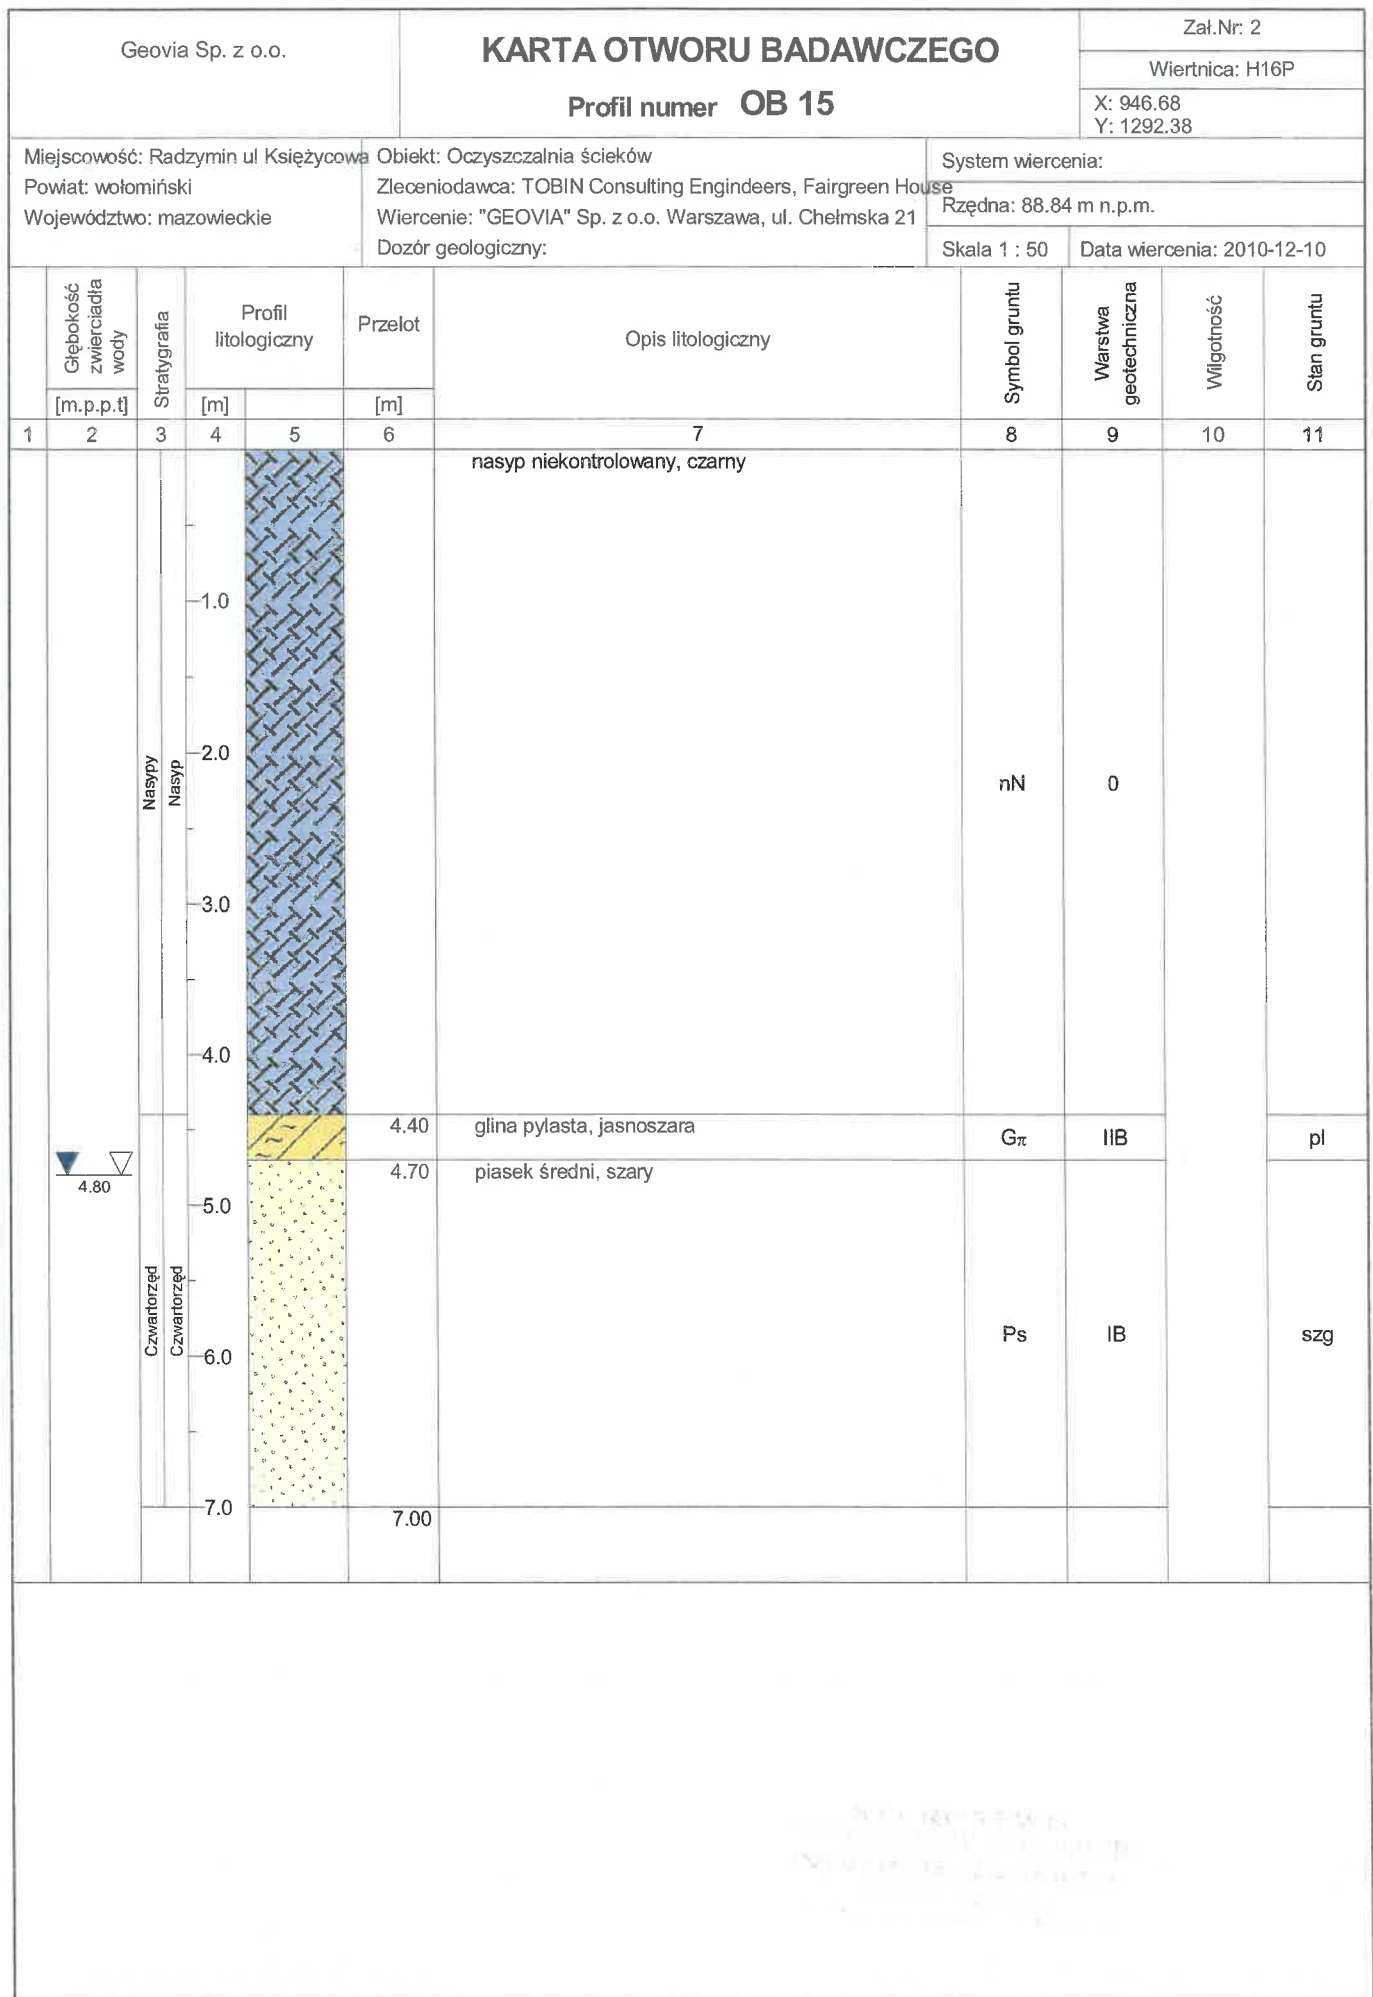 Geovia Sp. z o.o.
KARTA OTWORU BADAWCZEGO
Profil numer OB 15
Zał.Nr: 2
Wiertnica: H16P
X: 946.68
Y: 1292.38
Miejscowość: Radzymin ul Księżycowa
Powiat: wołomiński
Województwo: mazowieckie
Obiekt: Oczyszczalnia ścieków
Zleceniodawca: TOBIN Consulting Engindeers, Fairgreen House
Wiercenie: "GEOVIA" Sp. z o.o. Warszawa, ul. Chełmska 21
Dozór geologiczny:
System wiercenia:
Rzędna: 88.84 m n.p.m.
Skala 1 : 50
Data wiercenia: 2010-12-10
Głębokość
zwierciadła
wody
[m.p.p.t]
Stratygrafia
Profil
litologiczny
[m]
Przelot
[m]
Opis litologiczny
Symbol gruntu
Warstwa
geotechniczna
Wilgotność
Stan gruntu
1 2 3 4 5 6 7 8 9 10 11
nasyp niekontrolowany, czarny
1.0
2.0
Nasypy
Nasyp
nN
0
3.0
4.0
4.40
glina pylasta, jasnoszara
Gπ
IIB
pl
4.70
piasek średni, szary
4.80
5.0
Czwartorzęd
Czwartorzęd
Ps
IB
szg
6.0
7.0
7.00